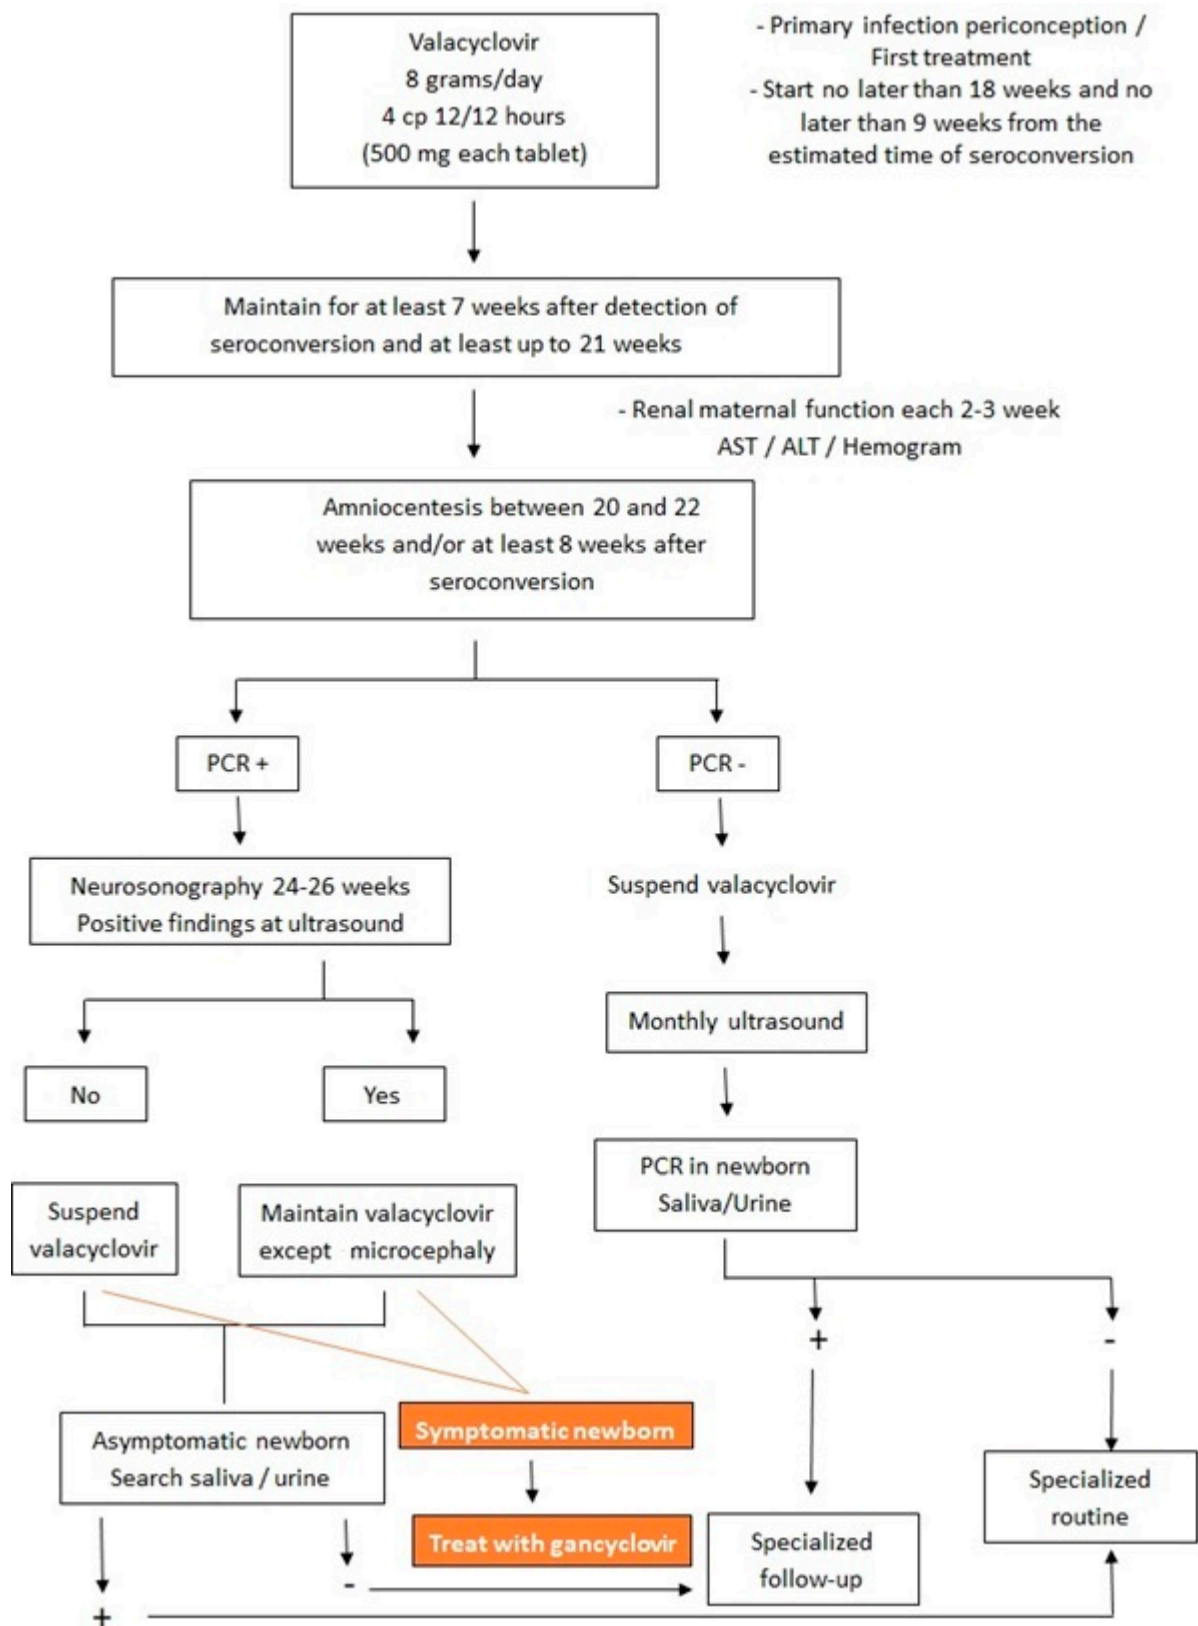 Valacyclovir
8 grams/day
4 cp 12/12 hours
(500 mg each tablet)
- Primary infection periconception /
First treatment
- Start no later than 18 weeks and no
later than 9 weeks from the
estimated time of seroconversion
Maintain for at least 7 weeks after detection of
seroconversion and at least up to 21 weeks
- Renal maternal function each 2-3 week
AST / ALT / Hemogram
Amniocentesis between 20 and 22
weeks and/or at least 8 weeks after
seroconversion
PCR +
PCR -
Neurosonography 24-26 weeks
Positive findings at ultrasound
Suspend valacyclovir
Monthly ultrasound
No
Yes
PCR in newborn
Saliva/Urine
Suspend
valacyclovir
Maintain valacyclovir
except microcephaly
+
-
Symptomatic newborn
Asymptomatic newborn
Search saliva / urine
Treat with gancyclovir
Specialized
follow-up
Specialized
routine
-
+